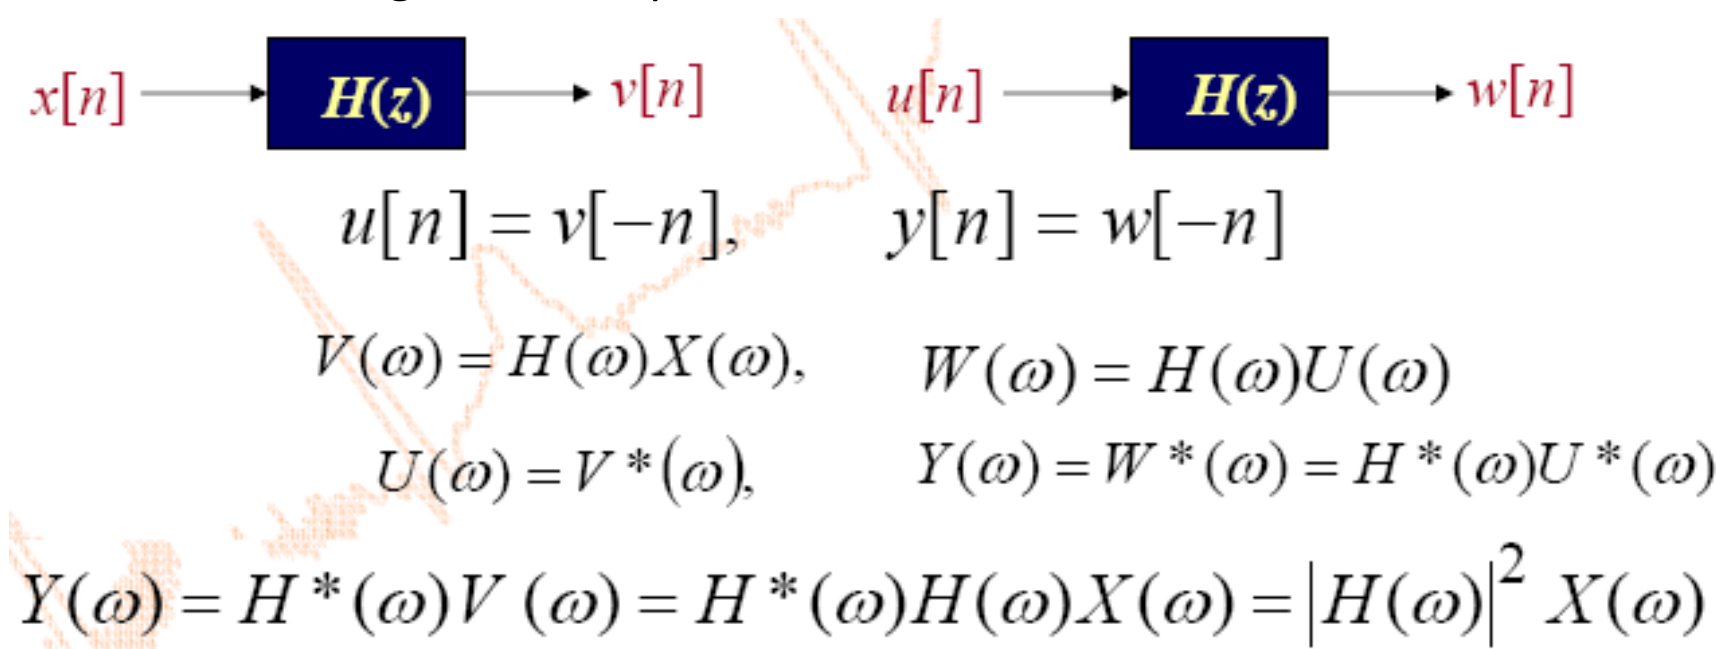 x[n] H(z) v[n] u[n] H(z) w[n]
u[n] = v[−n], y[n] = w[−n]
V(ω) = H(ω)X(ω), W(ω) = H(ω)U(ω)
U(ω) = V*(ω), Y(ω) = W*(ω) = H*(ω)U*(ω)
Y(ω) = H*(ω)V(ω) = H*(ω)H(ω)X(ω) = |H(ω)|² X(ω)